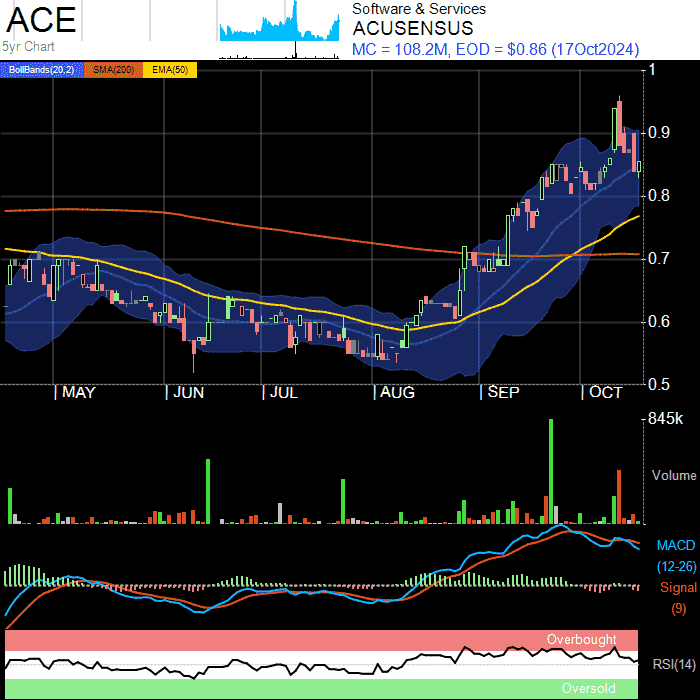 ACE
5yr Chart
Software & Services
ACUSENSUS
MC = 108.2M, EOD = $0.86 (17Oct2024)
BollBands(20,2) SMA(200) EMA(50)
1
0.9
0.8
0.7
0.6
0.5
MAY JUN JUL AUG SEP OCT
845k
Volume
MACD
(12-26)
Signal
(9)
Overbought
RSI(14)
Oversold